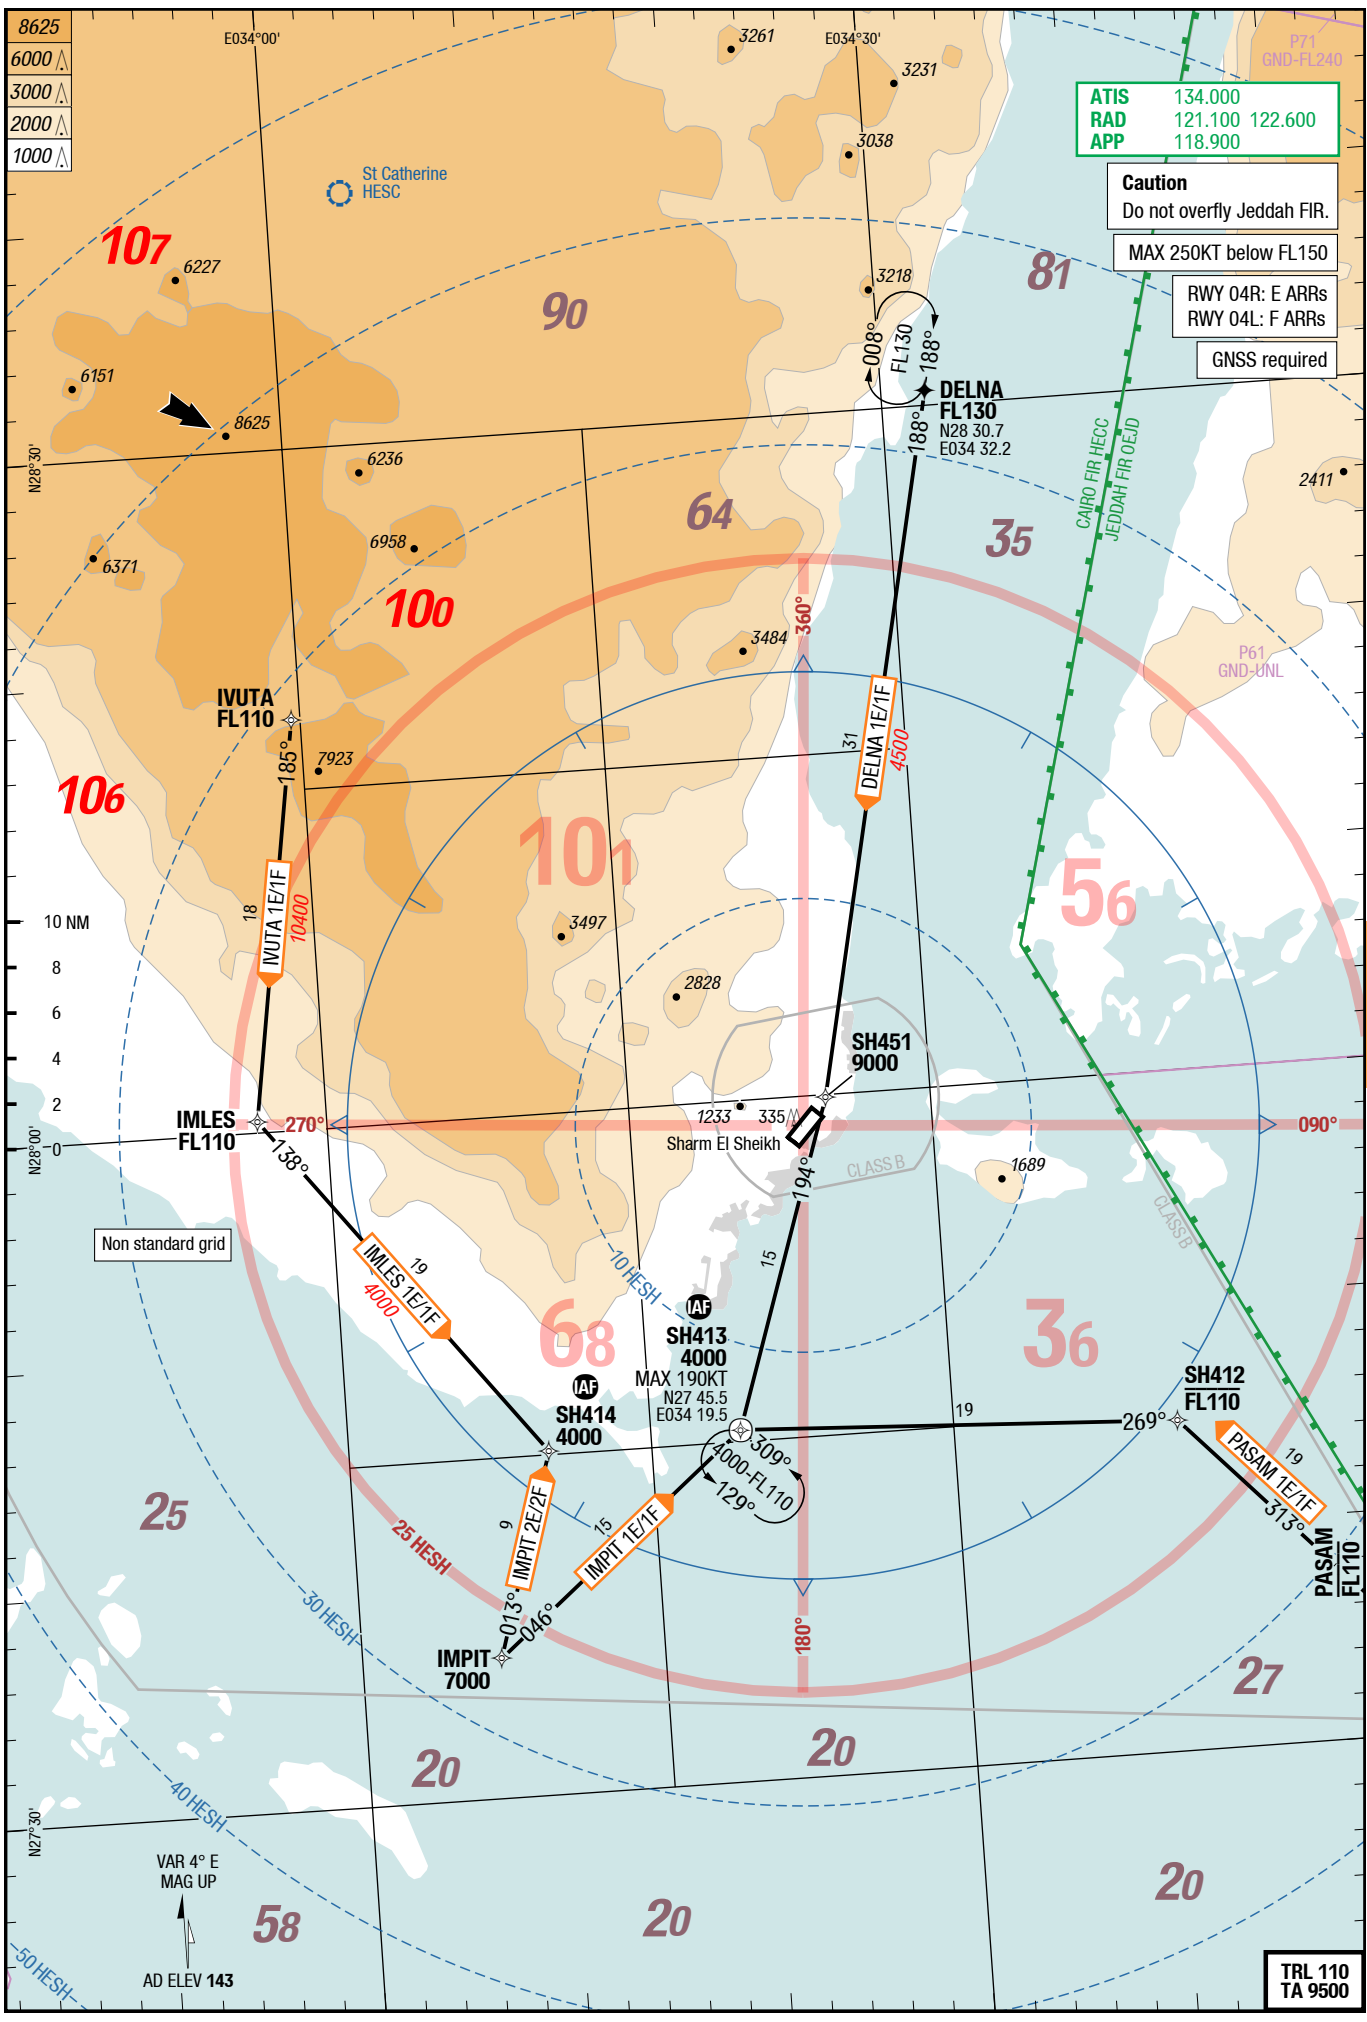 8625
6000
3000
2000
1000
E034°00'
E034°30'
3261
3231
3038
P71
GND-FL240
ATIS 134.000
RAD 121.100 122.600
APP 118.900
Caution
Do not overfly Jeddah FIR.
MAX 250KT below FL150
RWY 04R: E ARRs
RWY 04L: F ARRs
GNSS required
St Catherine
HESC
107
6227
90
81
3218
6151
8625
008°
FL130
188°
DELNA
FL130
N28 30.7
E034 32.2
188°
N28°30'
6236
6958
6371
64
35
CAIRO FIR HECC
JEDDAH FIR OEJD
2411
100
360°
3484
P61
GND-UNL
IVUTA
FL110
185°
7923
31
DELNA 1E/1F
4500
106
101
56
18
IVUTA 1E/1F
10400
3497
2828
10 NM
8
6
4
2
0
SH451
9000
IMLES
FL110
270°
090°
1233
335
Sharm El Sheikh
N28°00'
138°
194°
CLASS B
1689
CLASS B
Non standard grid
IMLES 1E/1F
19
4000
15
10 HESH
IAF
SH413
4000
MAX 190KT
N27 45.5
E034 19.5
68
36
IAF
SH414
4000
SH412
FL110
19
269°
309°
4000-FL110
129°
PASAM 1E/1F
19
313°
PASAM
FL110
25
25 HESH
9
IMPIT 2E/2F
15
IMPIT 1E/1F
013°
046°
30 HESH
180°
IMPIT
7000
27
20
20
40 HESH
N27°30'
VAR 4° E
MAG UP
58
20
20
50 HESH
AD ELEV 143
TRL 110
TA 9500